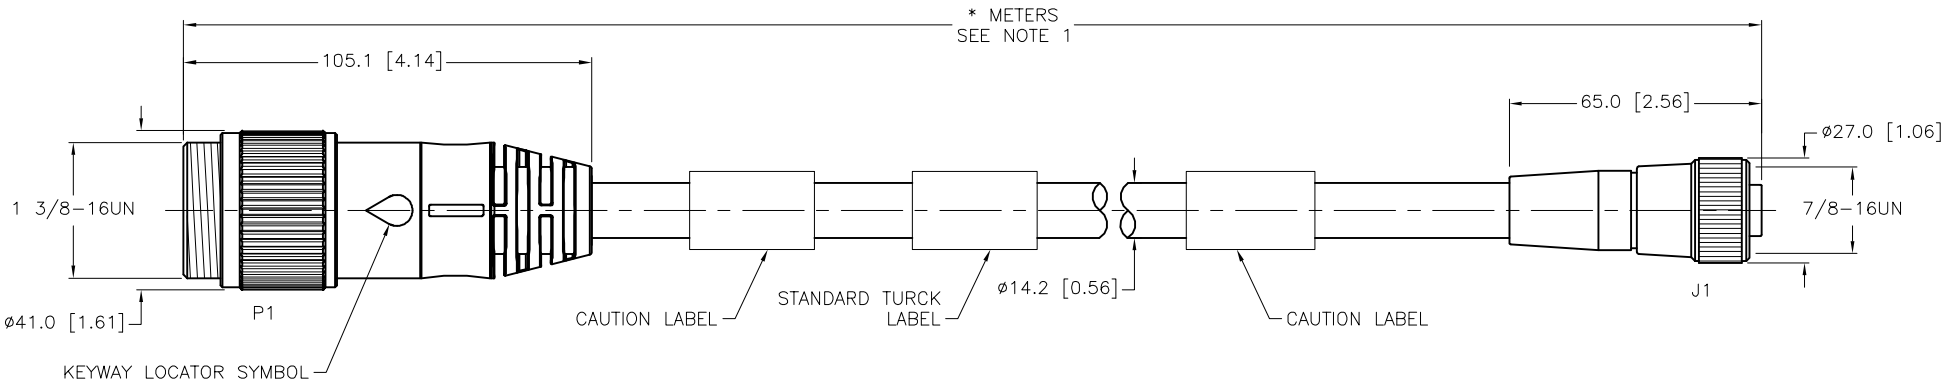 * METERS
SEE NOTE 1
105.1 [4.14]
65.0 [2.56]
ø27.0 [1.06]
1 3/8-16UN
7/8-16UN
ø14.2 [0.56]
J1
P1
ø41.0 [1.61]
CAUTION LABEL
STANDARD TURCK
LABEL
CAUTION LABEL
KEYWAY LOCATOR SYMBOL